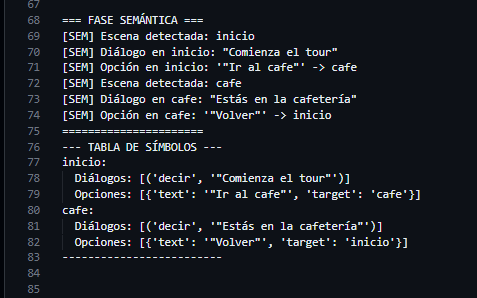 67
68 === FASE SEMÁNTICA ===
69 [SEM] Escena detectada: inicio
70 [SEM] Diálogo en inicio: "Comienza el tour"
71 [SEM] Opción en inicio: '"Ir al cafe"' -> cafe
72 [SEM] Escena detectada: cafe
73 [SEM] Diálogo en cafe: "Estás en la cafetería"
74 [SEM] Opción en cafe: '"Volver"' -> inicio
75 ======================
76 --- TABLA DE SÍMBOLOS ---
77 inicio:
78   Diálogos: [('decir', '"Comienza el tour"')]
79   Opciones: [{'text': '"Ir al cafe"', 'target': 'cafe'}]
80 cafe:
81   Diálogos: [('decir', '"Estás en la cafetería"')]
82   Opciones: [{'text': '"Volver"', 'target': 'inicio'}]
83 -------------------------
84
85